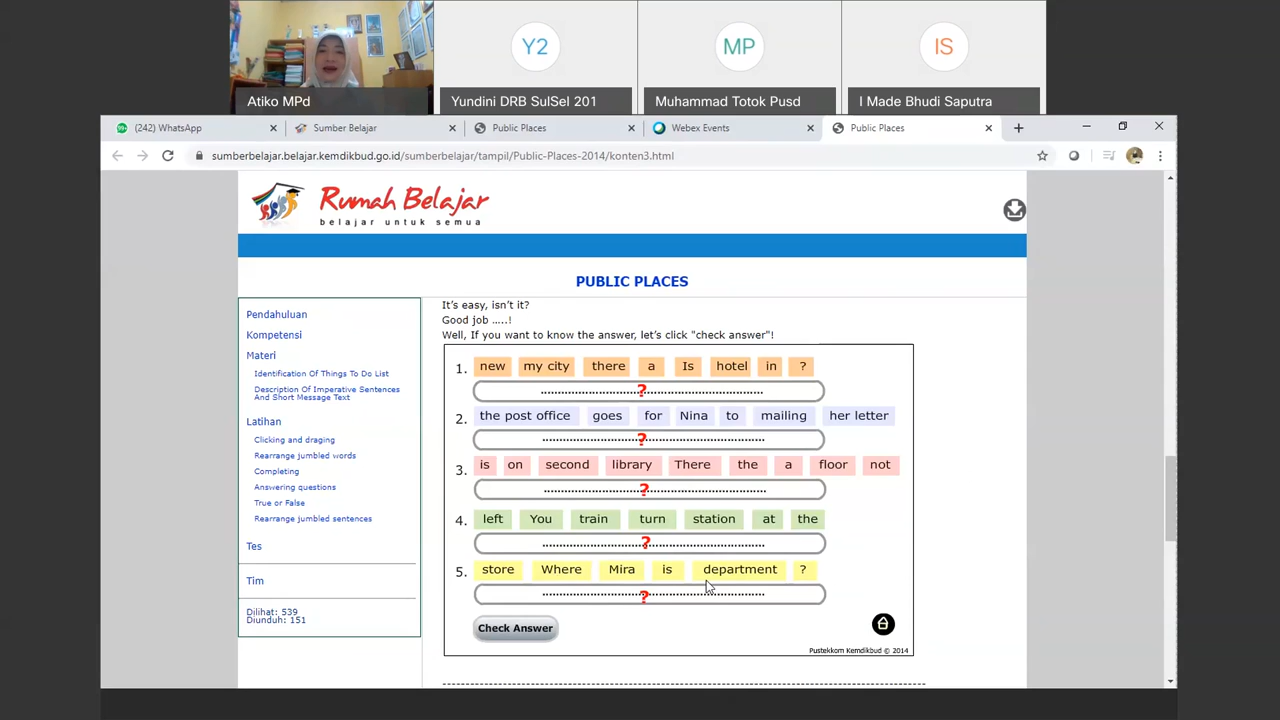 Y2
MP
IS
Atiko MPd
Yundini DRB SulSel 201
Muhammad Totok Pusd
I Made Bhudi Saputra
(242) WhatsApp
Sumber Belajar
Public Places
Webex Events
Public Places
sumberbelajar.belajar.kemdikbud.go.id/sumberbelajar/tampil/Public-Places-2014/konten3.html
Rumah Belajar
belajar untuk semua
PUBLIC PLACES
Pendahuluan
Kompetensi
Materi
Identification Of Things To Do List
Description Of Imperative Sentences
And Short Message Text
Latihan
Clicking and draging
Rearrange jumbled words
Completing
Answering questions
True or False
Rearrange jumbled sentences
Tes
Tim
Dilihat: 539
Diunduh: 151
It's easy, isn't it?
Good job .....!
Well, If you want to know the answer, let's click "check answer"!
1. new my city there a Is hotel in ?
?
2. the post office goes for Nina to mailing her letter
?
3. is on second library There the a floor not
?
4. left You train turn station at the
?
5. store Where Mira is department ?
?
Check Answer
Pustekkom Kemdikbud © 2014